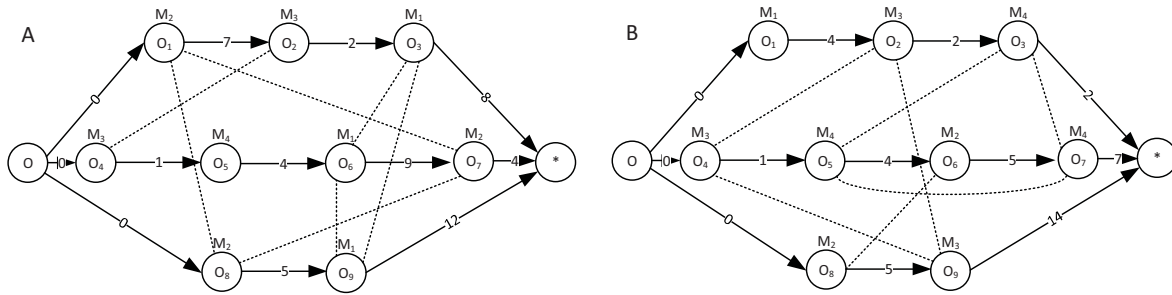 A
M₂ M₃ M₁
O₁ 7 O₂ 2 O₃
0 8
M₃ M₄ M₁ M₂
O 0 O₄ 1 O₅ 4 O₆ 9 O₇ 4 *
0 12
M₂ M₁
O₈ 5 O₉
B
M₁ M₃ M₄
O₁ 4 O₂ 2 O₃
0 2
M₃ M₄ M₂ M₄
O 0 O₄ 1 O₅ 4 O₆ 5 O₇ 7 *
0 14
M₂ M₃
O₈ 5 O₉